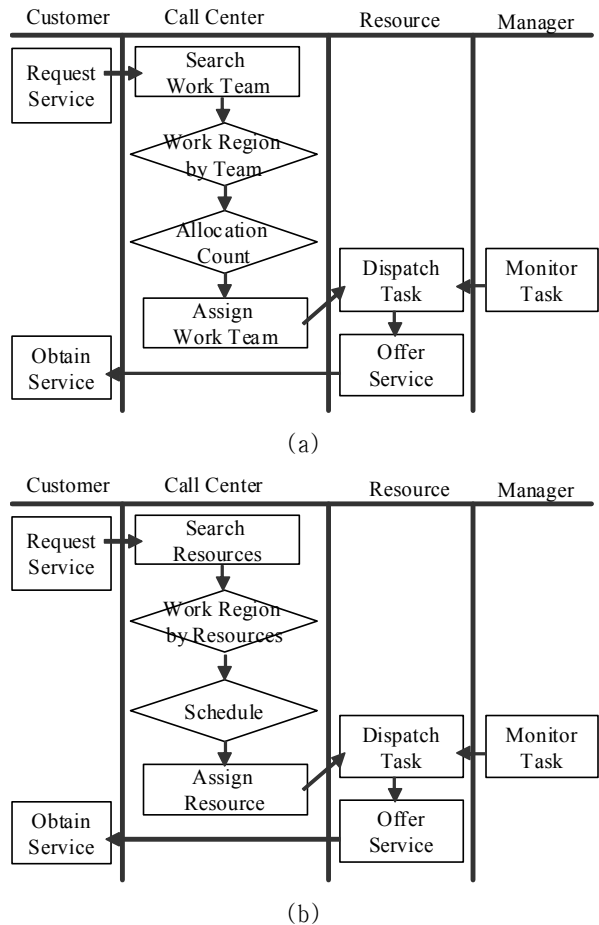 Customer Call Center Resource Manager
Request
Service
Search
Work Team
Work Region
by Team
Allocation
Count
Assign
Work Team
Dispatch
Task
Monitor
Task
Obtain
Service
Offer
Service
(a)
Customer Call Center Resource Manager
Request
Service
Search
Resources
Work Region
by Resources
Schedule
Assign
Resource
Dispatch
Task
Monitor
Task
Obtain
Service
Offer
Service
(b)